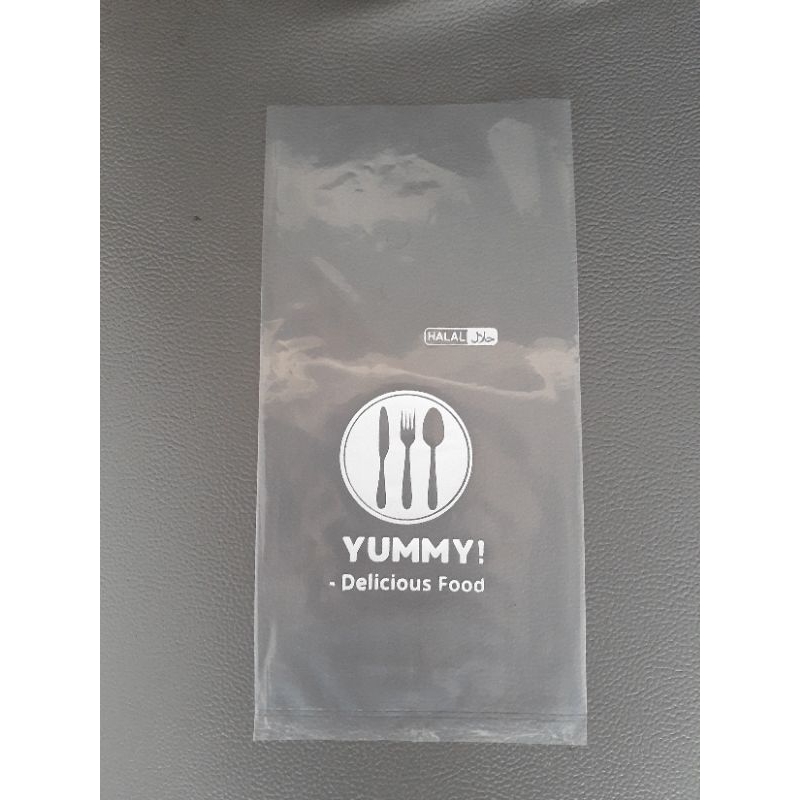 HALAL حلال
YUMMY!
- Delicious Food